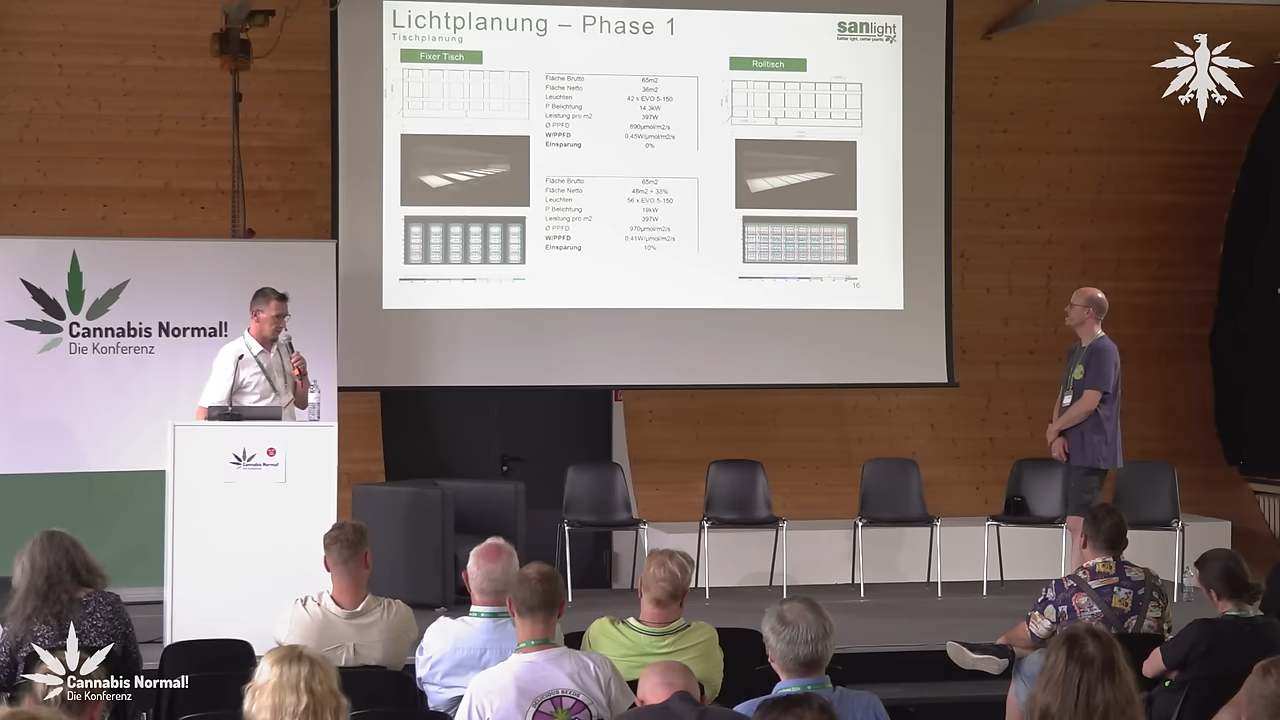 Lichtplanung – Phase 1
Tischplanung
sanlight
better light, better plants
Fixer Tisch
Rolltisch
Fläche Brutto 65m2
Fläche Netto 36m2
Leuchten 42 x EVO 5-150
P Belichtung 14,3kW
Leistung pro m2 397W
Ø PPFD 890µmol/m2/s
W/PPFD 0,45W/µmol/m2/s
Einsparung 0%
Fläche Brutto 65m2
Fläche Netto 48m2 + 33%
Leuchten 56 x EVO 5-150
P Belichtung 19kW
Leistung pro m2 397W
Ø PPFD 970µmol/m2/s
W/PPFD 0,41W/µmol/m2/s
Einsparung 10%
16
Cannabis Normal!
Die Konferenz
Cannabis Normal!
DELICIOUS SEEDS
Cannabis Normal!
Die Konferenz